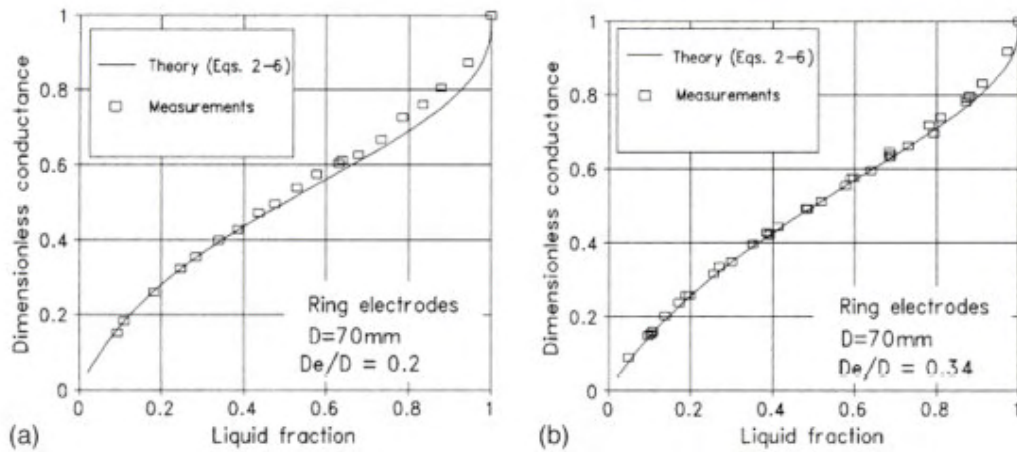 1
0.8
0.6
0.4
0.2
0
0.2
0.4
0.6
0.8
1
Dimensionless conductance
Liquid fraction
Theory (Eqs. 2-6)
Measurements
Ring electrodes
D=70mm
De/D = 0.2
(a)
1
0.8
0.6
0.4
0.2
0
0.2
0.4
0.6
0.8
1
Dimensionless conductance
Liquid fraction
Theory (Eqs. 2-6)
Measurements
Ring electrodes
D=70mm
De/D = 0.34
(b)